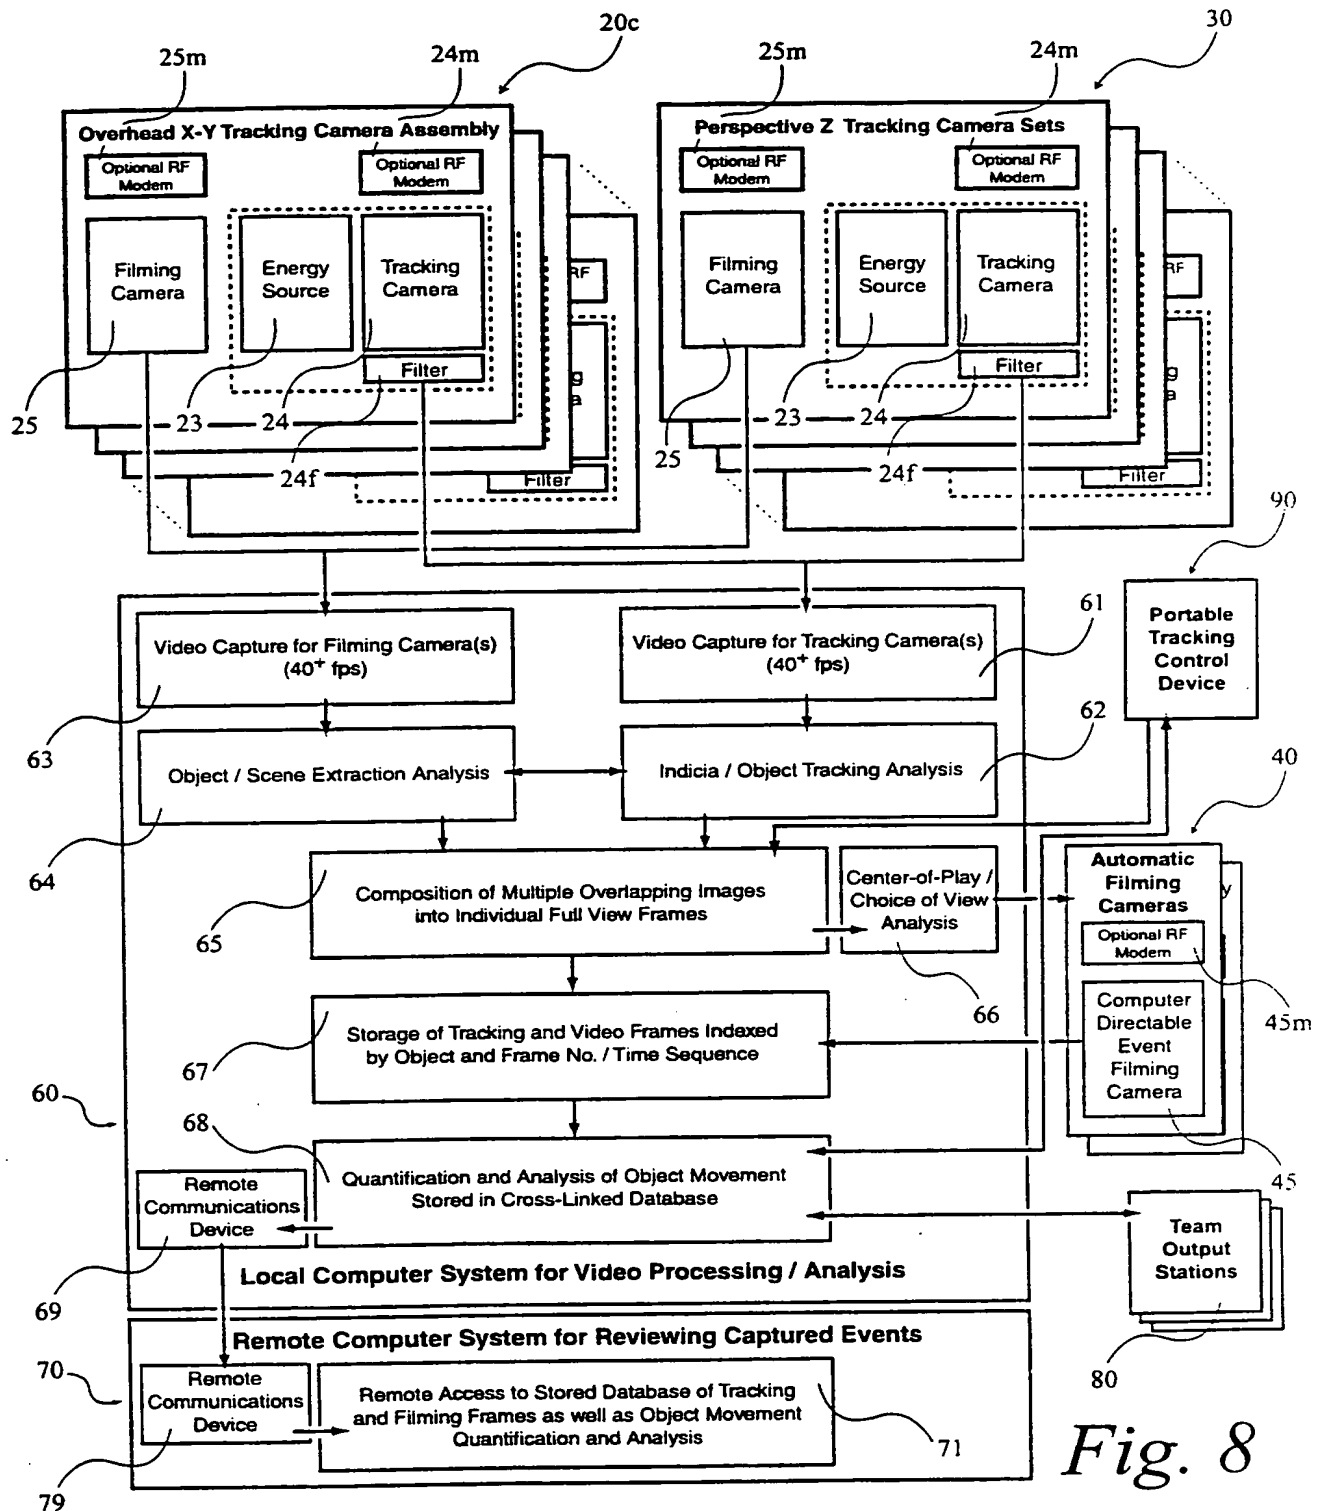 20c
30
25m
24m
25m
24m
Overhead X-Y Tracking Camera Assembly
Optional RF
Modem
Optional RF
Modem
Filming
Camera
Energy
Source
Tracking
Camera
Filter
RF
g
a
Filter
25
23
24
24f
Perspective Z Tracking Camera Sets
Optional RF
Modem
Optional RF
Modem
Filming
Camera
Energy
Source
Tracking
Camera
Filter
RF
g
a
Filter
25
23
24
24f
90
Portable
Tracking
Control
Device
Video Capture for Filming Camera(s)
(40+ fps)
63
Video Capture for Tracking Camera(s)
(40+ fps)
61
Object / Scene Extraction Analysis
64
Indicia / Object Tracking Analysis
62
Composition of Multiple Overlapping Images
into Individual Full View Frames
65
Center-of-Play /
Choice of View
Analysis
66
40
Automatic
Filming
Cameras
y
Optional RF
Modem
45m
Computer
Directable
Event
Filming
Camera
45
Storage of Tracking and Video Frames Indexed
by Object and Frame No. / Time Sequence
67
60
68
Quantification and Analysis of Object Movement
Stored in Cross-Linked Database
Remote
Communications
Device
69
Team
Output
Stations
80
Local Computer System for Video Processing / Analysis
Remote Computer System for Reviewing Captured Events
70
Remote
Communications
Device
79
Remote Access to Stored Database of Tracking
and Filming Frames as well as Object Movement
Quantification and Analysis
71
Fig. 8